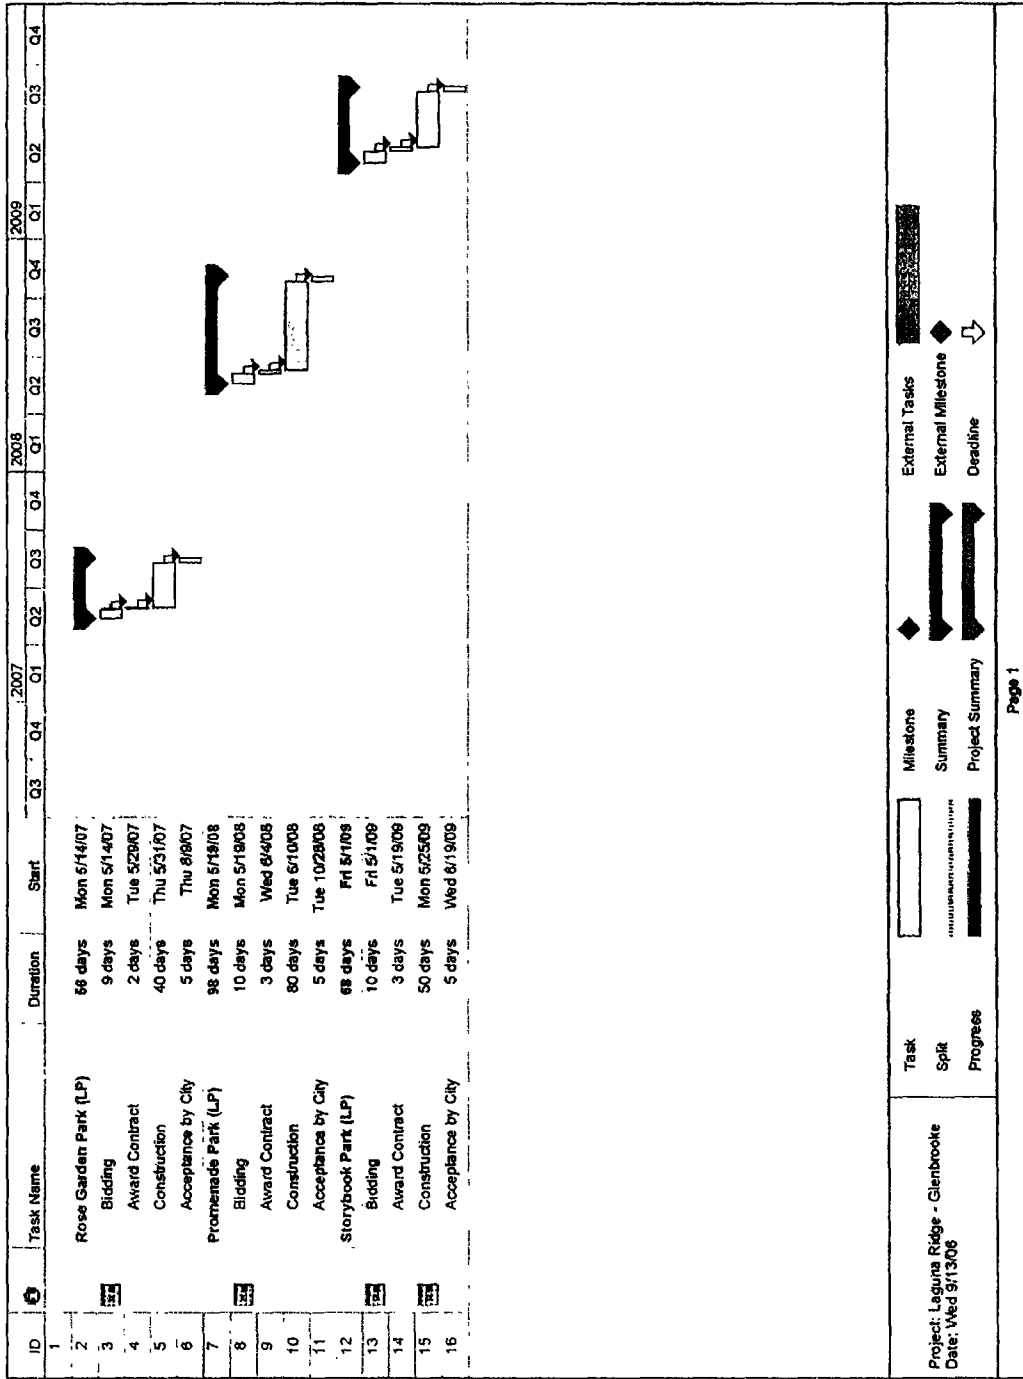 ID Task Name Duration Start
2007 2008 2009
Q3 Q4 Q1 Q2 Q3 Q4 Q1 Q2 Q3 Q4 Q1 Q2 Q3 Q4
1
2 Rose Garden Park (LP) 56 days Mon 5/14/07
3 Bidding 9 days Mon 5/14/07
4 Award Contract 2 days Tue 5/29/07
5 Construction 40 days Thu 5/31/07
6 Acceptance by City 5 days Thu 8/9/07
7 Promenade Park (LP) 98 days Mon 5/19/08
8 Bidding 10 days Mon 5/19/08
9 Award Contract 3 days Wed 6/4/08
10 Construction 80 days Tue 6/10/08
11 Acceptance by City 5 days Tue 10/28/08
12 Storybook Park (LP) 68 days Fri 5/1/09
13 Bidding 10 days Fri 5/1/09
14 Award Contract 3 days Tue 5/19/09
15 Construction 50 days Mon 5/25/09
16 Acceptance by City 5 days Wed 8/19/09
Project: Laguna Ridge - Glenbrooke
Date: Wed 9/13/06
Task Milestone External Tasks
Split Summary External Milestone
Progress Project Summary Deadline
Page 1